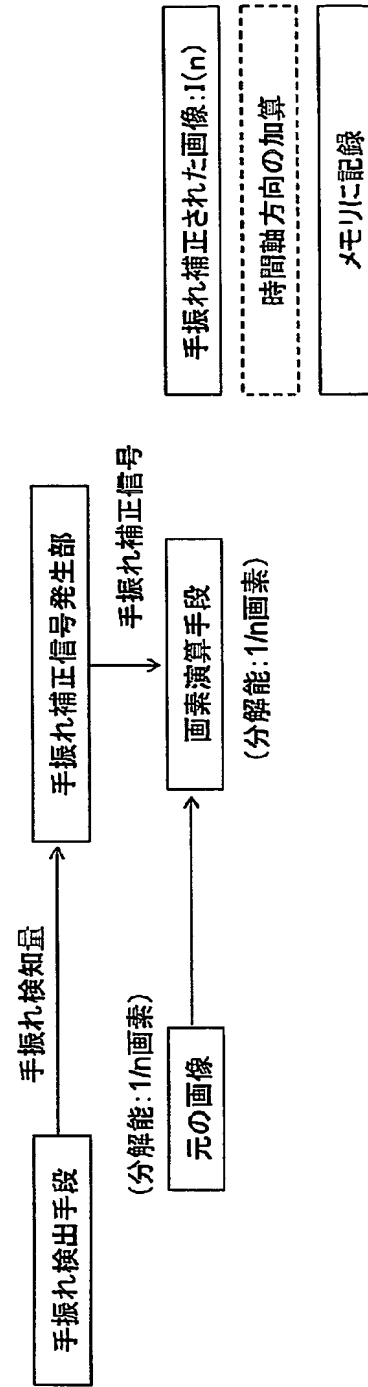 手振れ検出手段
手振れ検知量
手振れ補正信号発生部
手振れ補正信号
(分解能:1/n画素)
元の画像
画素演算手段
(分解能:1/n画素)
手振れ補正された画像:I(n)
時間軸方向の加算
メモリに記録